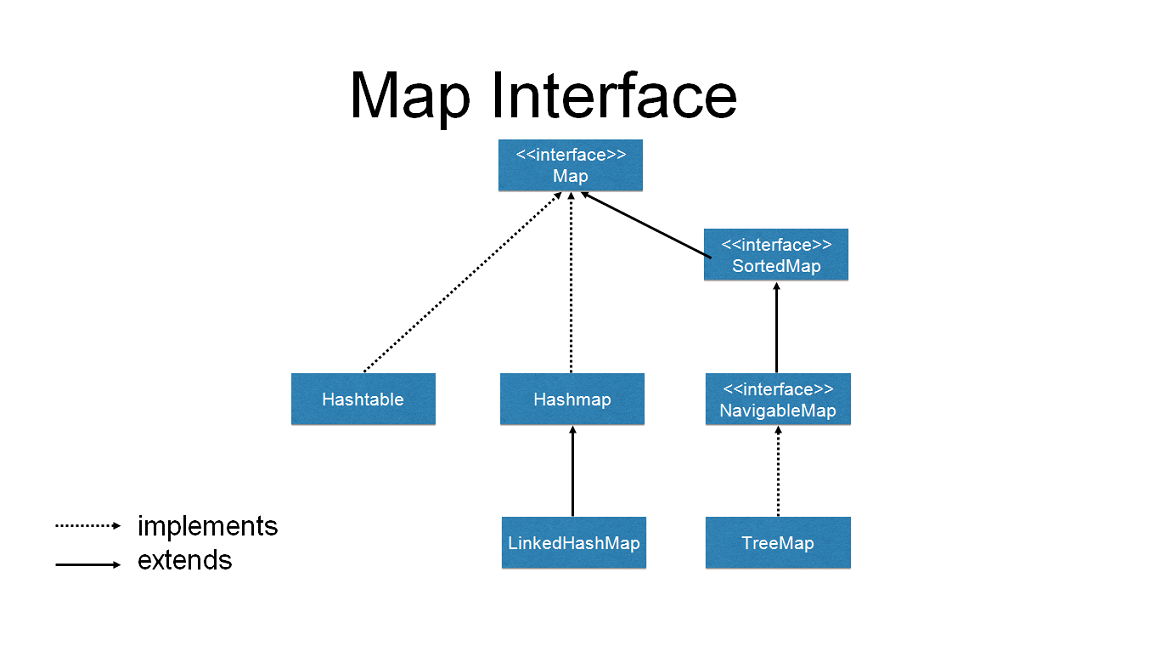 Map Interface
<<interface>>
Map
<<interface>>
SortedMap
Hashtable
Hashmap
<<interface>>
NavigableMap
LinkedHashMap
TreeMap
implements
extends